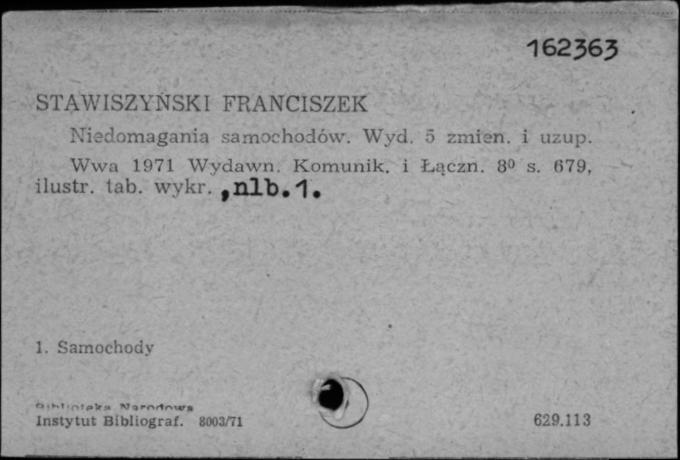 162363
STAWISZYŃSKI FRANCISZEK
Niedomagania samochodów. Wyd. 5 zmien. i uzup.
Wwa 1971 Wydawn. Komunik. i Łączn. 8⁰ s. 679,
ilustr. tab. wykr. ,nlb.1.
1. Samochody
Biblioteka Narodowa
Instytut Bibliograf. 8003/71
629.113